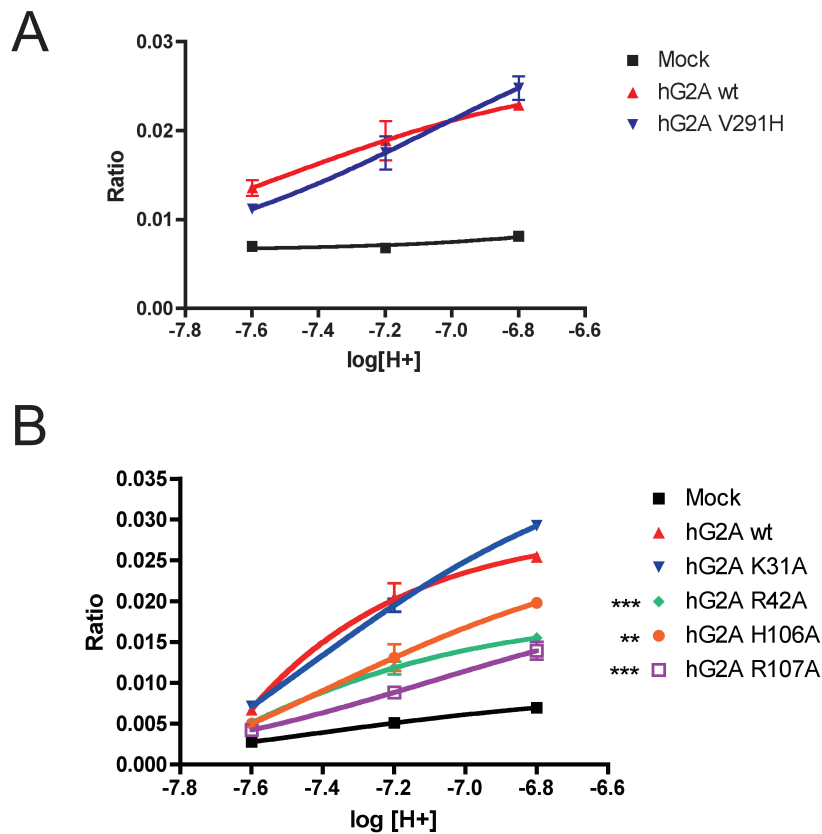 A
0.03
0.02
0.01
0.00
Ratio
-7.8 -7.6 -7.4 -7.2 -7.0 -6.8 -6.6
log[H+]
Mock
hG2A wt
hG2A V291H
B
0.035
0.030
0.025
0.020
0.015
0.010
0.005
0.000
Ratio
-7.8 -7.6 -7.4 -7.2 -7.0 -6.8 -6.6
log [H+]
Mock
hG2A wt
hG2A K31A
*** hG2A R42A
** hG2A H106A
*** hG2A R107A